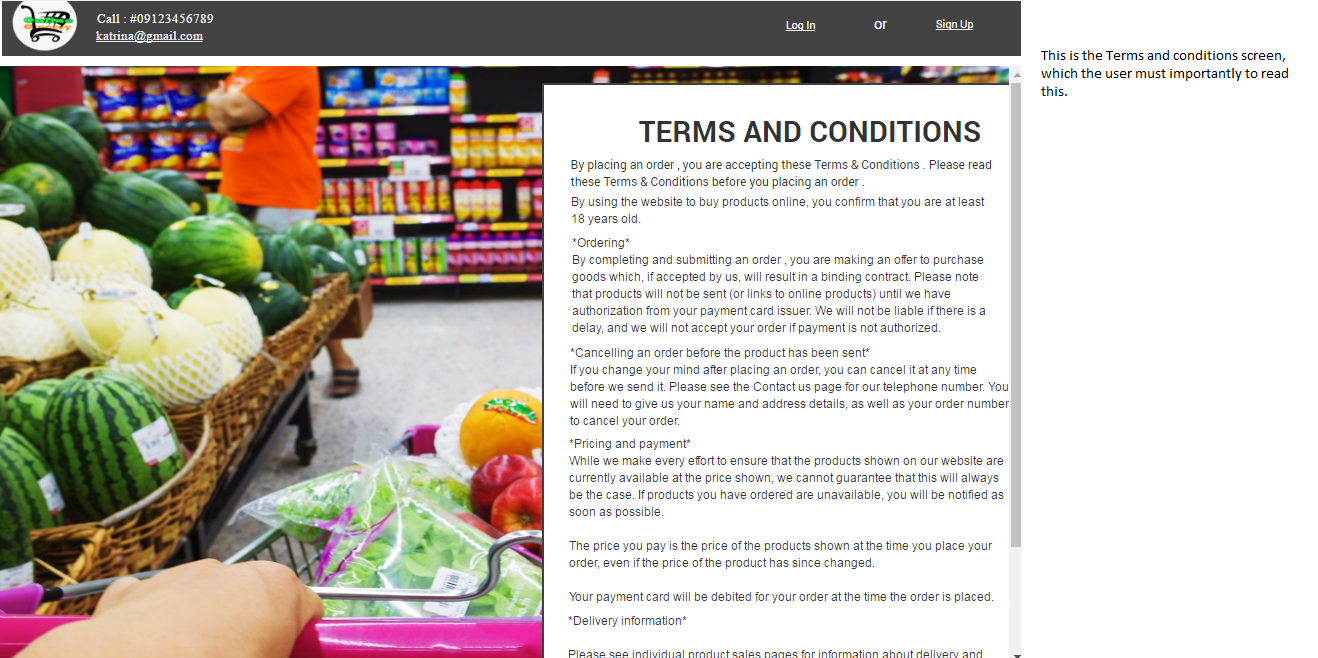 Call : #09123456789
katrina@gmail.com
Log In
or
Sign Up
This is the Terms and conditions screen,
which the user must importantly to read
this.
TERMS AND CONDITIONS
By placing an order , you are accepting these Terms & Conditions . Please read
these Terms & Conditions before you placing an order .
By using the website to buy products online, you confirm that you are at least
18 years old.
*Ordering*
By completing and submitting an order , you are making an offer to purchase
goods which, if accepted by us, will result in a binding contract. Please note
that products will not be sent (or links to online products) until we have
authorization from your payment card issuer. We will not be liable if there is a
delay, and we will not accept your order if payment is not authorized.
*Cancelling an order before the product has been sent*
If you change your mind after placing an order, you can cancel it at any time
before we send it. Please see the Contact us page for our telephone number. You
will need to give us your name and address details, as well as your order number
to cancel your order.
*Pricing and payment*
While we make every effort to ensure that the products shown on our website are
currently available at the price shown, we cannot guarantee that this will always
be the case. If products you have ordered are unavailable, you will be notified as
soon as possible.
The price you pay is the price of the products shown at the time you place your
order, even if the price of the product has since changed.
Your payment card will be debited for your order at the time the order is placed.
*Delivery information*
Please see individual product sales pages for information about delivery and